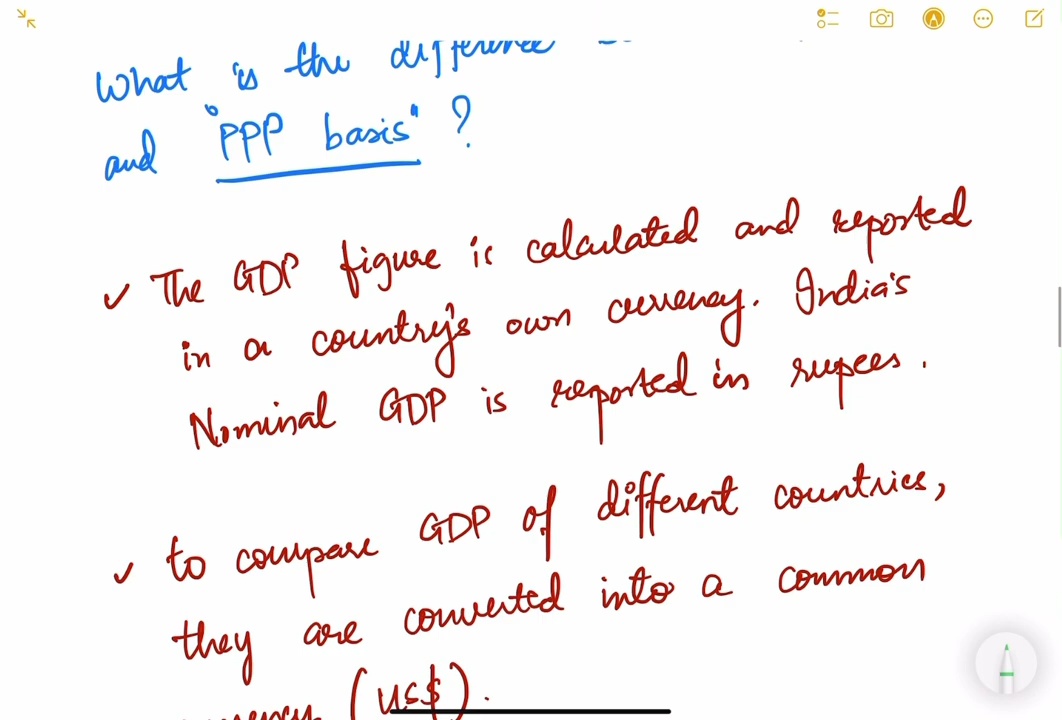 What is the difference
and "PPP basis" ?
✓ The GDP figure is calculated and reported
in a country's own currency. India's
Nominal GDP is reported in rupees.
✓ to compare GDP of different countries,
they are converted into a common
(US$).